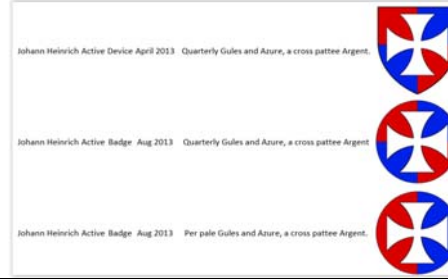 Johann Heinrich Active Device April 2013 Quarterly Gules and Azure, a cross pattee Argent.
Johann Heinrich Active Badge Aug 2013 Quarterly Gules and Azure, a cross pattee Argent
Johann Heinrich Active Badge Aug 2013 Per pale Gules and Azure, a cross pattee Argent.